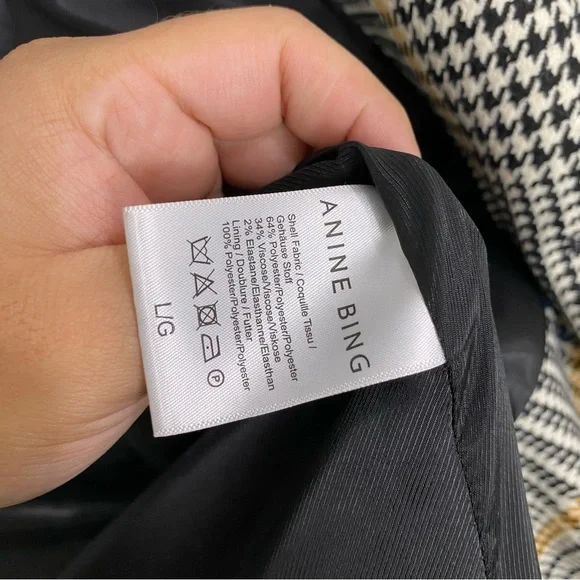 ANINE BING
Shell Fabric / Coquille Tissu /
Gehäuse Stoff
64% Polyester/Polyester/Polyester
34% Viscose/Viscose/Viskose
2% Elastane/Elasthanne/Elasthan
Lining / Doublure / Futter
100% Polyester/Polyester/Polyester
P
L/G